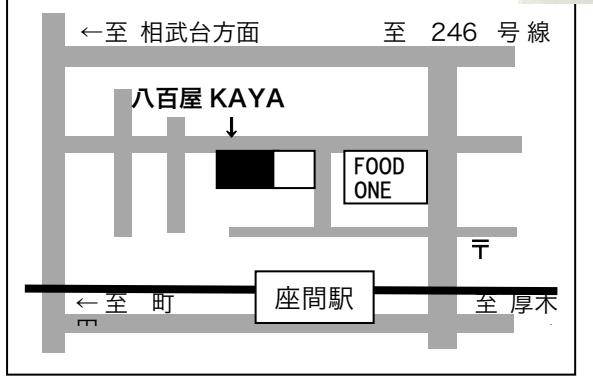 ←至 相武台方面
至 246 号線
八百屋 KAYA
↓
FOOD
ONE
〒
座間駅
←至 町
至 厚木